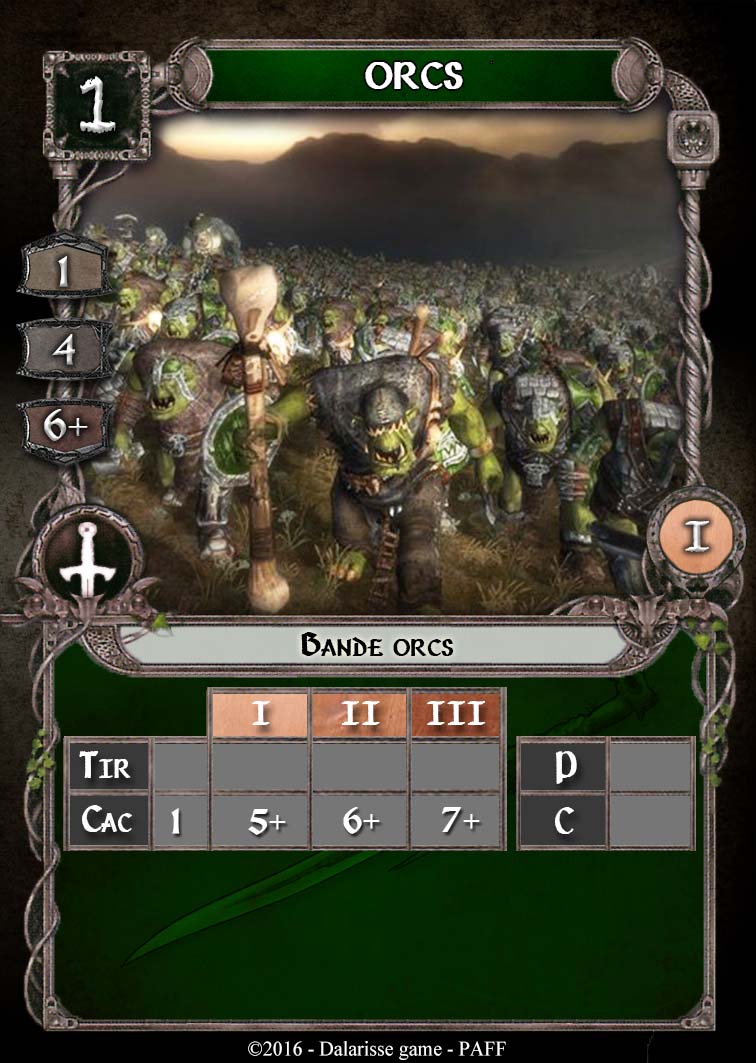 ORCS
1
1
4
6+
I
BANDE ORCS
I II III
TIR
CAC 1 5+ 6+ 7+
P
C
©2016 - Dalarisse game - PAFF